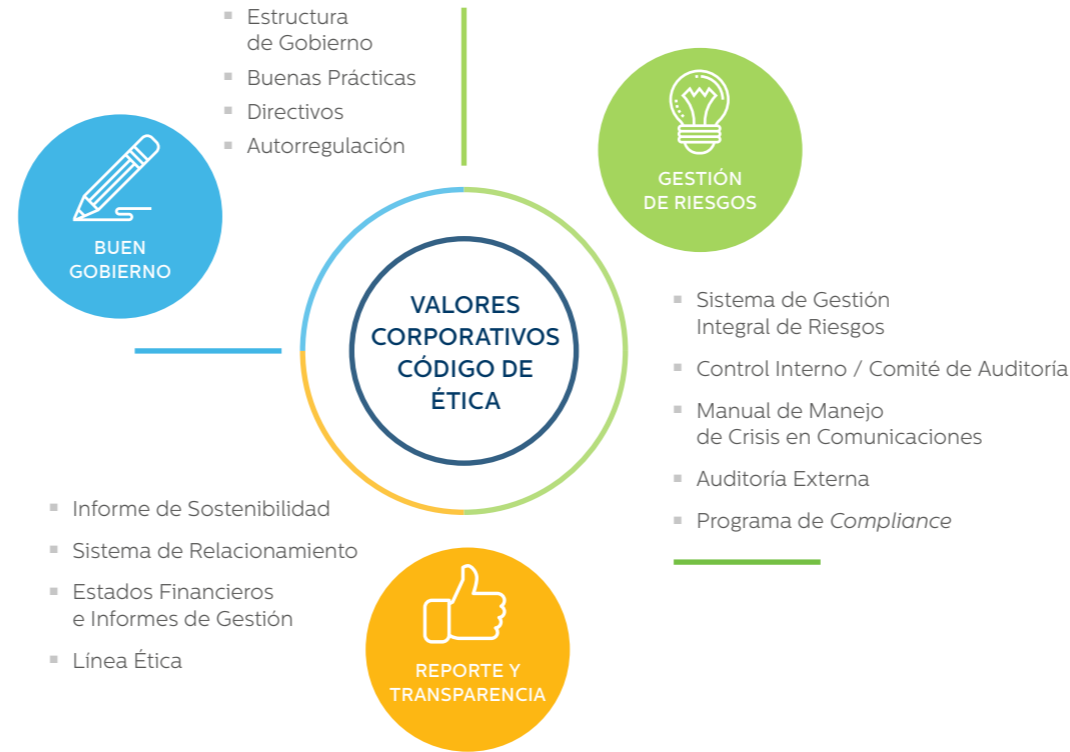 Estructura
de Gobierno
Buenas Prácticas
Directivos
Autorregulación
BUEN
GOBIERNO
GESTIÓN
DE RIESGOS
VALORES
CORPORATIVOS
CÓDIGO DE
ÉTICA
Sistema de Gestión
Integral de Riesgos
Control Interno / Comité de Auditoría
Manual de Manejo
de Crisis en Comunicaciones
Auditoría Externa
Programa de Compliance
Informe de Sostenibilidad
Sistema de Relacionamiento
Estados Financieros
e Informes de Gestión
Línea Ética
REPORTE Y
TRANSPARENCIA